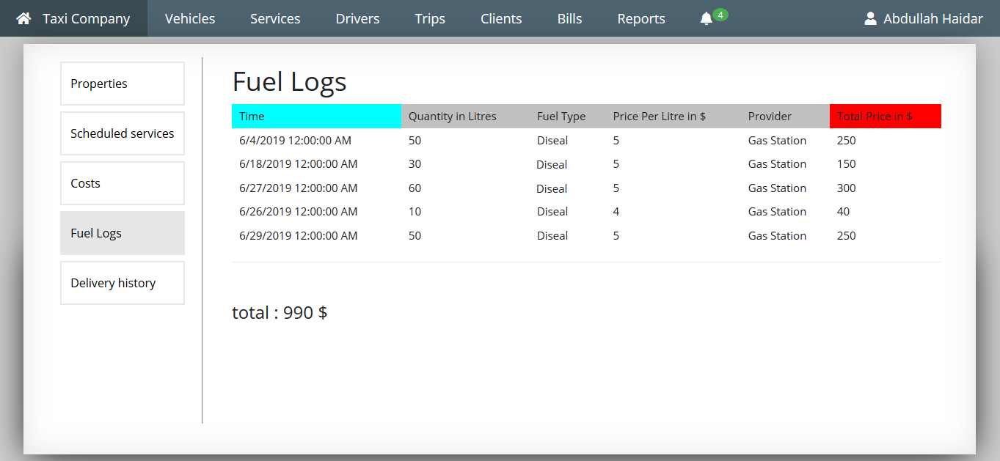 Taxi Company Vehicles Services Drivers Trips Clients Bills Reports 4 Abdullah Haidar
Properties
Scheduled services
Costs
Fuel Logs
Delivery history
Fuel Logs
Time Quantity in Litres Fuel Type Price Per Litre in $ Provider Total Price in $
6/4/2019 12:00:00 AM 50 Diseal 5 Gas Station 250
6/18/2019 12:00:00 AM 30 Diseal 5 Gas Station 150
6/27/2019 12:00:00 AM 60 Diseal 5 Gas Station 300
6/26/2019 12:00:00 AM 10 Diseal 4 Gas Station 40
6/29/2019 12:00:00 AM 50 Diseal 5 Gas Station 250
total : 990 $